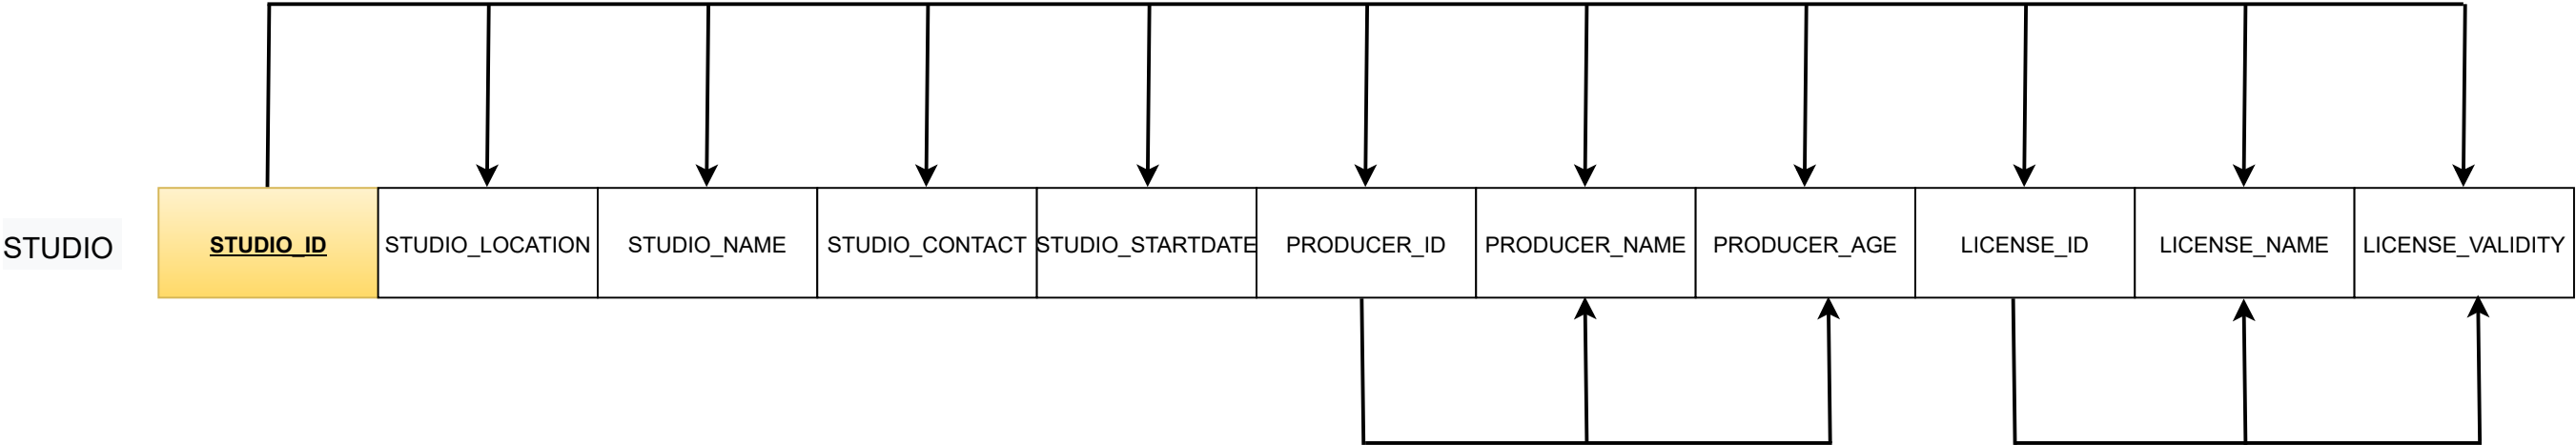 STUDIO
STUDIO_ID
STUDIO_LOCATION
STUDIO_NAME
STUDIO_CONTACT
STUDIO_STARTDATE
PRODUCER_ID
PRODUCER_NAME
PRODUCER_AGE
LICENSE_ID
LICENSE_NAME
LICENSE_VALIDITY